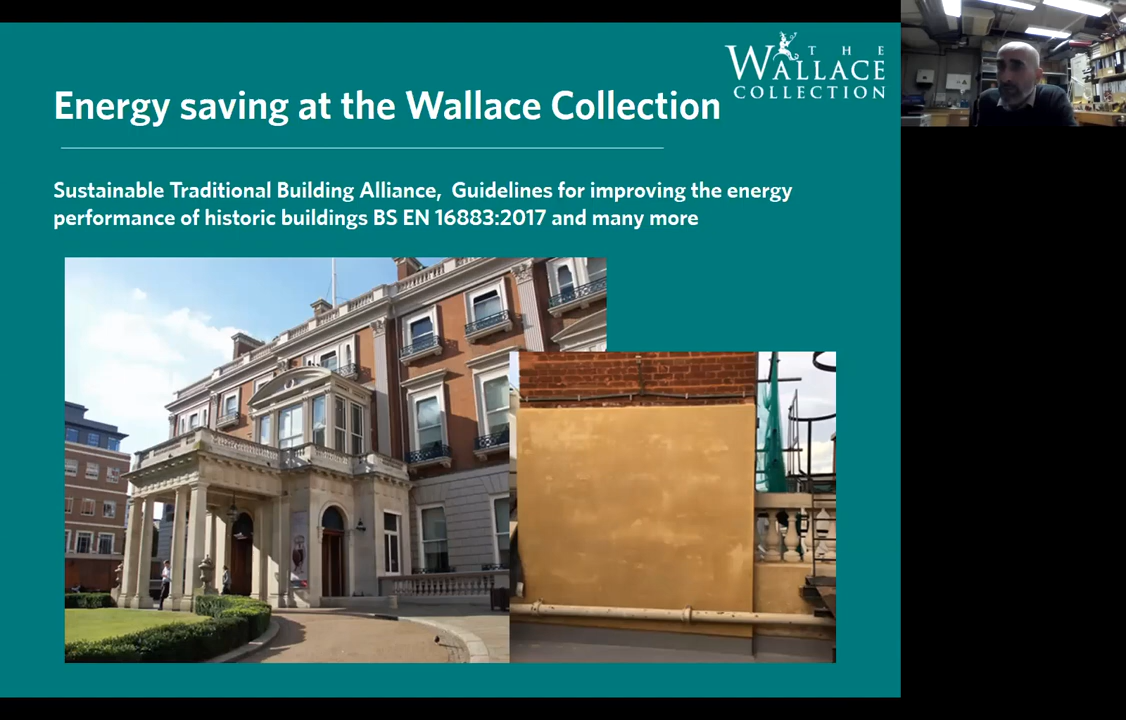 THE
WALLACE
COLLECTION
Energy saving at the Wallace Collection
Sustainable Traditional Building Alliance, Guidelines for improving the energy
performance of historic buildings BS EN 16883:2017 and many more